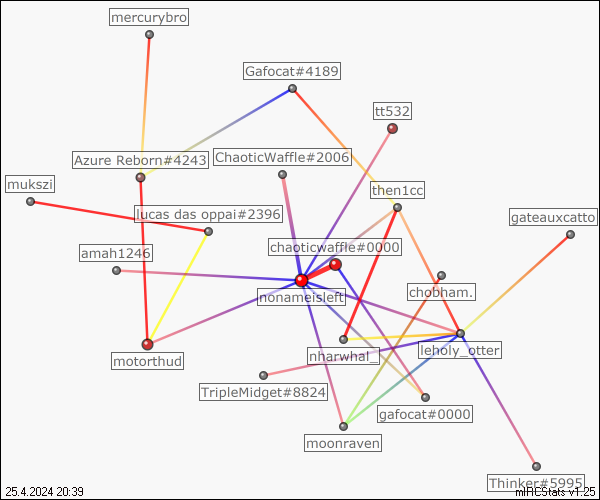 mercurybro
Gafocat#4189
tt532
Azure Reborn#4243
ChaoticWaffle#2006
mukszi
then1cc
lucas das oppai#2396
gateauxcatto
amah1246
chaoticwaffle#0000
chobham.
nonameisleft
motorthud
nharwhal_
leholy_otter
TripleMidget#8824
gafocat#0000
moonraven
Thinker#5995
25.4.2024 20:39
mIRCStats v1.25